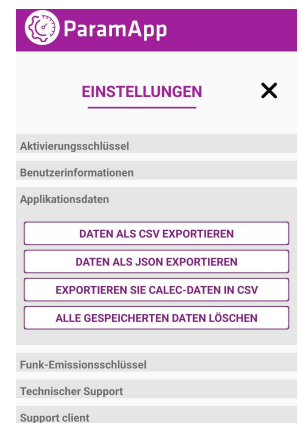 ParamApp
EINSTELLUNGEN
Aktivierungsschlüssel
Benutzerinformationen
Applikationsdaten
DATEN ALS CSV EXPORTIEREN
DATEN ALS JSON EXPORTIEREN
EXPORTIEREN SIE CALEC-DATEN IN CSV
ALLE GESPEICHERTEN DATEN LÖSCHEN
Funk-Emissionsschlüssel
Technischer Support
Support client